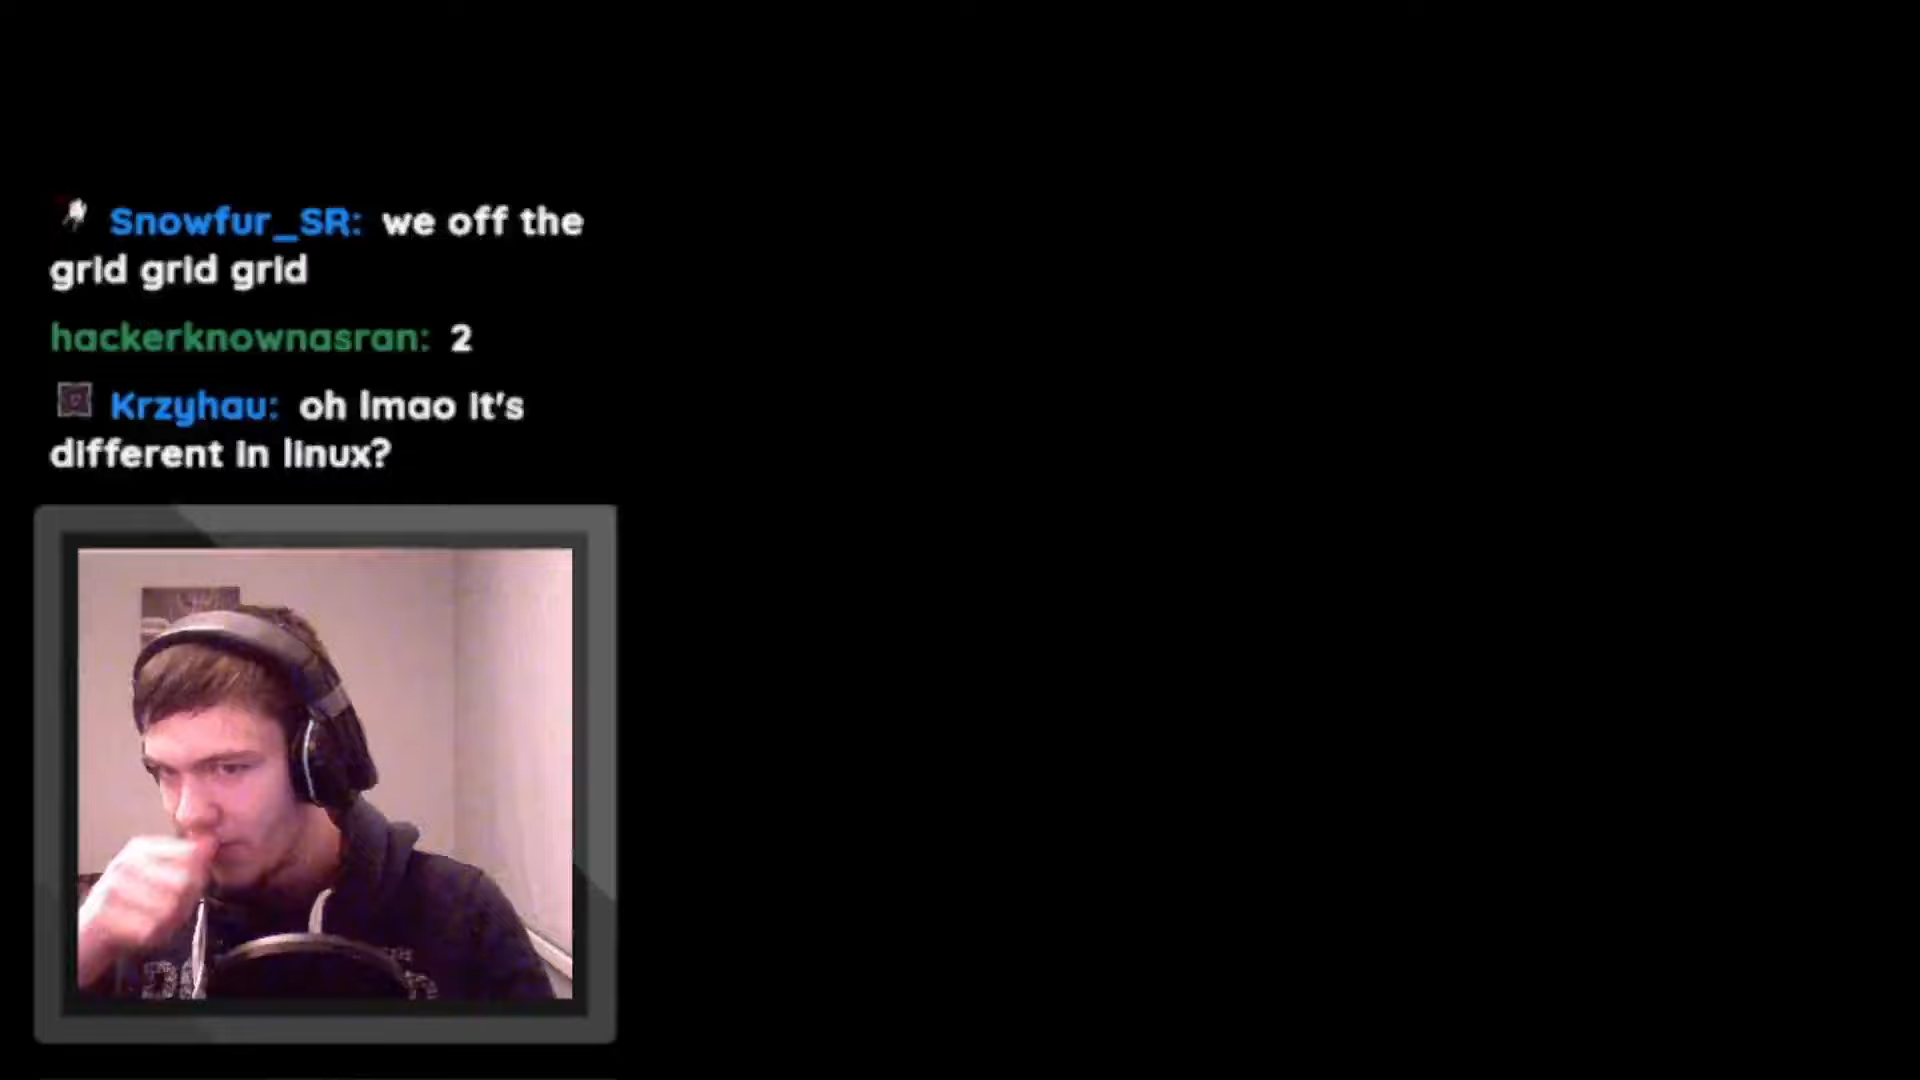 Snowfur_SR: we off the
grid grid grid
hackerknownasran: 2
Krzyhau: oh lmao it's
different in linux?